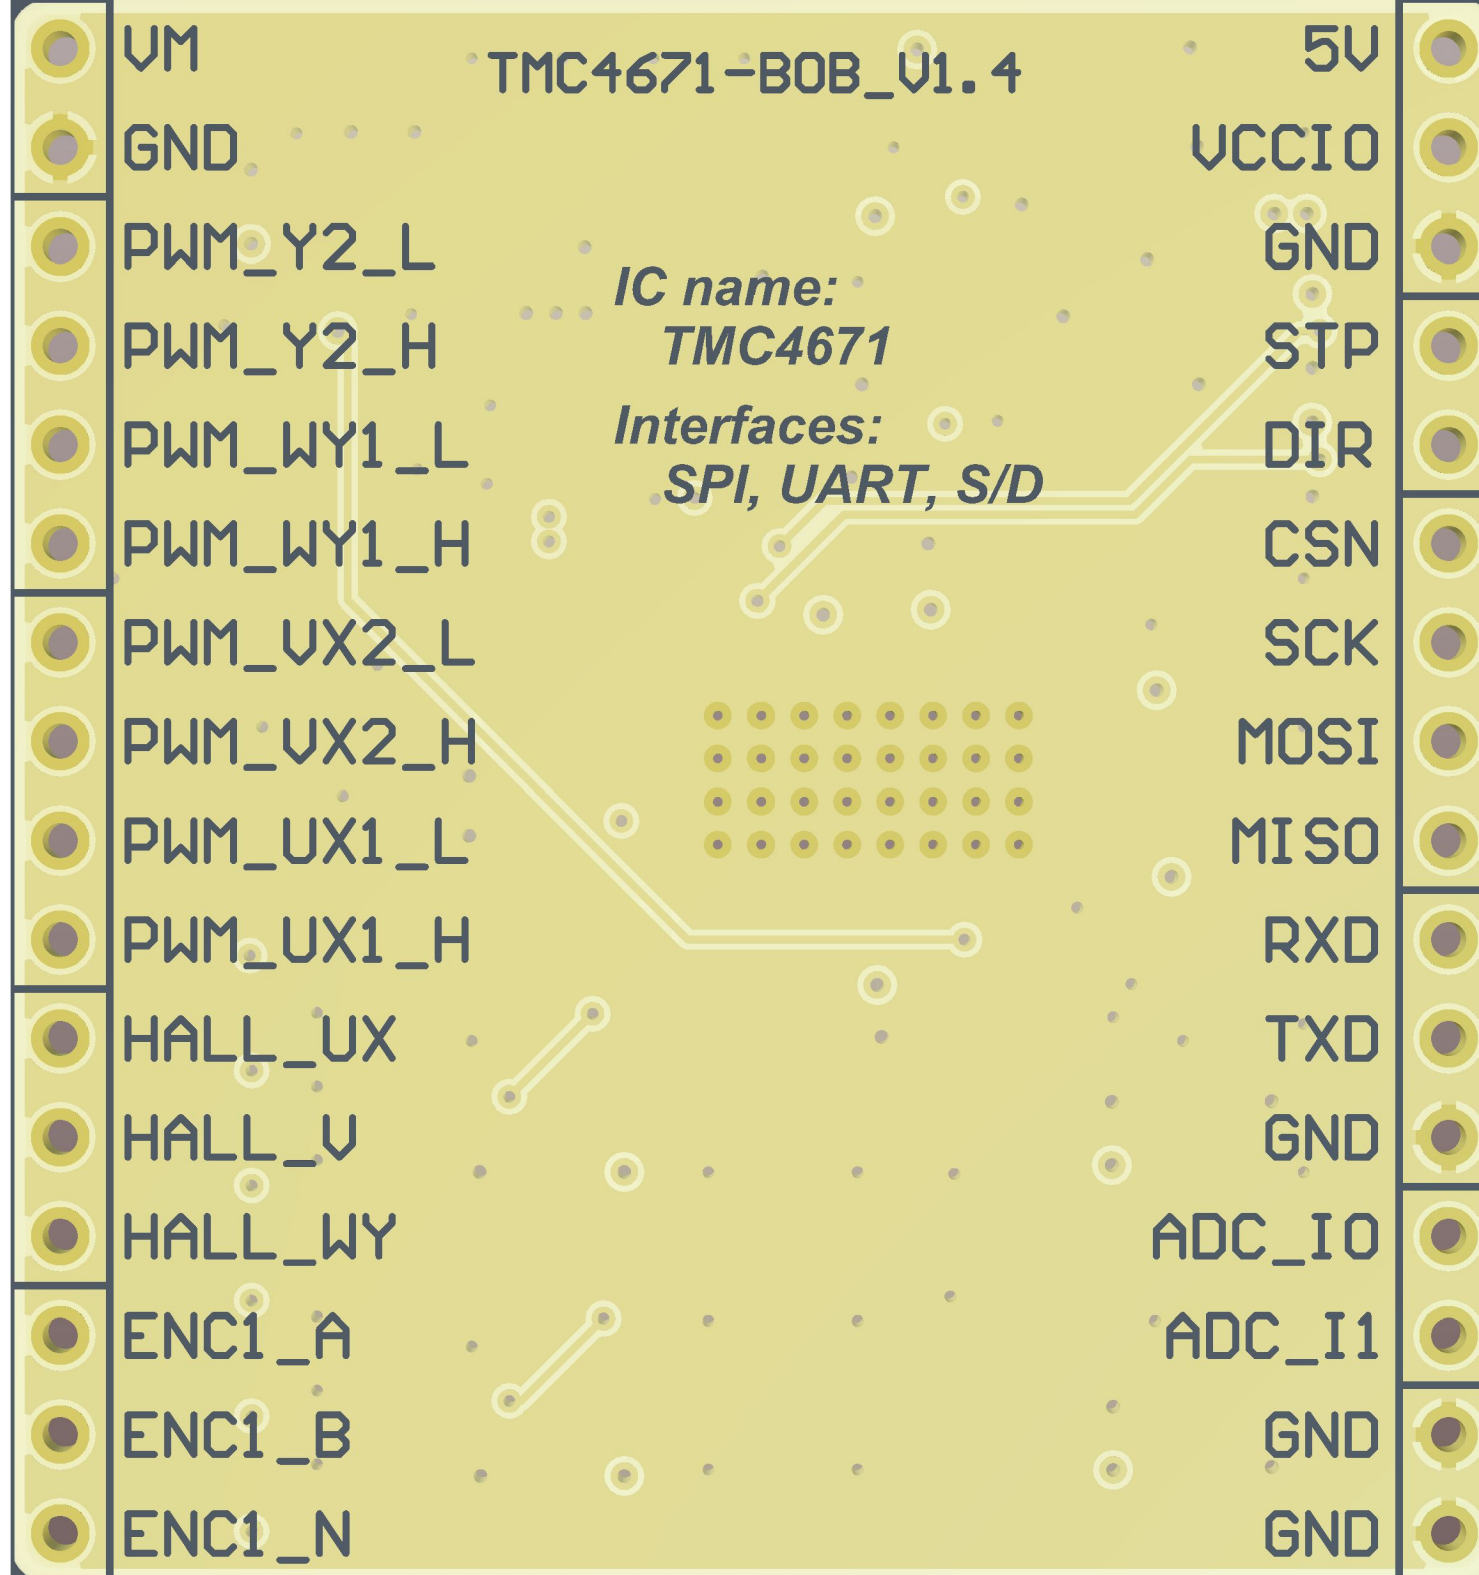 VM
GND
PWM_Y2_L
PWM_Y2_H
PWM_WY1_L
PWM_WY1_H
PWM_VX2_L
PWM_VX2_H
PWM_UX1_L
PWM_UX1_H
HALL_UX
HALL_V
HALL_WY
ENC1_A
ENC1_B
ENC1_N
TMC4671-BOB_V1.4
IC name:
TMC4671
Interfaces:
SPI, UART, S/D
5V
VCCIO
GND
STP
DIR
CSN
SCK
MOSI
MISO
RXD
TXD
GND
ADC_I0
ADC_I1
GND
GND